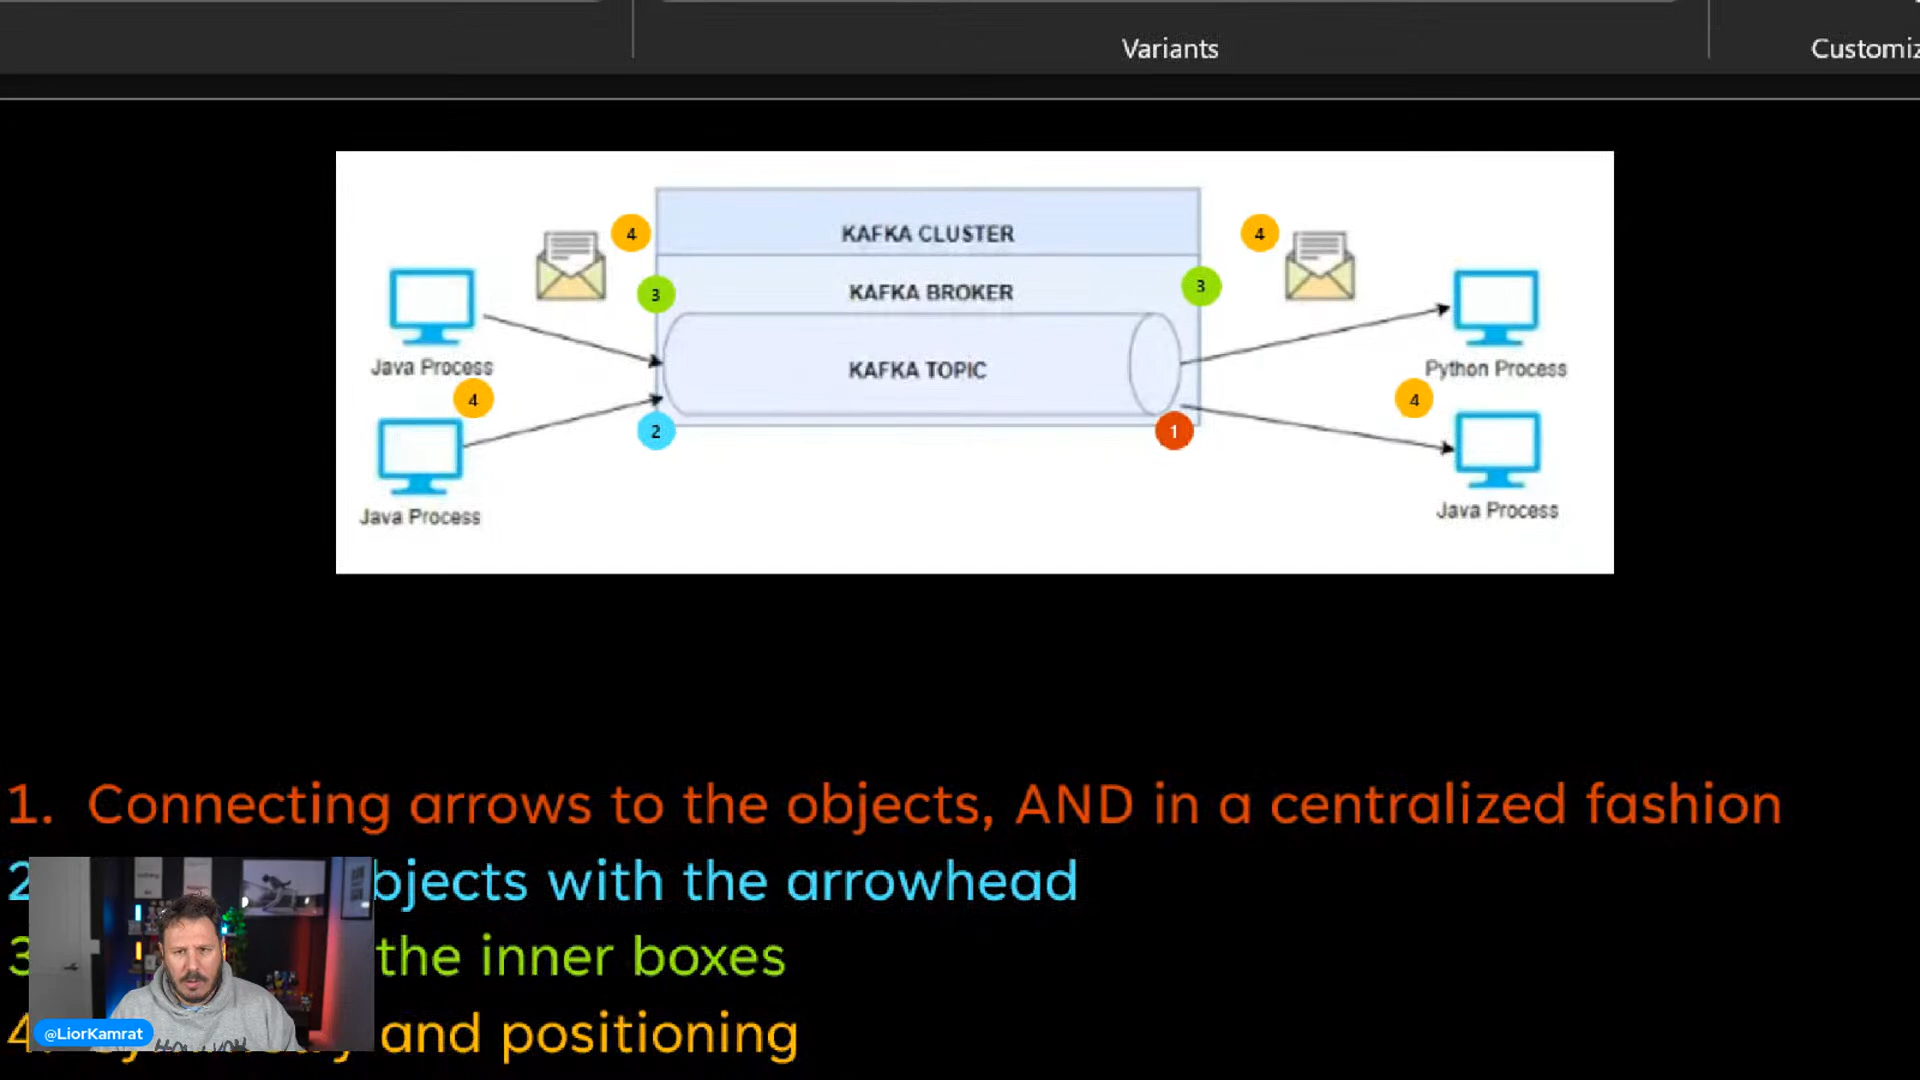 Variants
KAFKA CLUSTER
4
4
KAFKA BROKER
3
3
Java Process
KAFKA TOPIC
Python Process
4
4
2
1
Java Process
Java Process
1. Connecting arrows to the objects, AND in a centralized fashion
with the arrowhead
the inner boxes
and positioning
@LiorKamrat